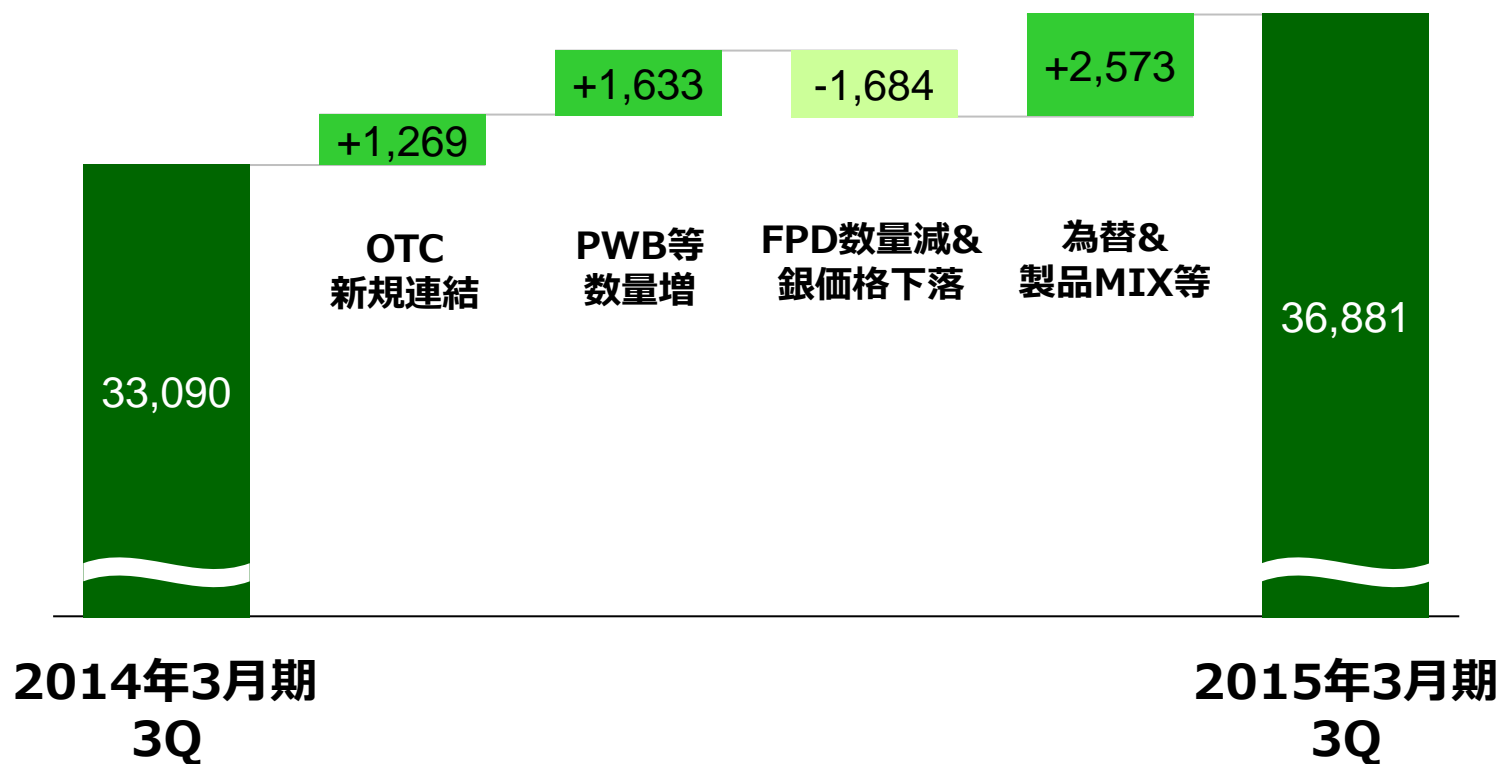 +2,573
+1,633
-1,684
+1,269
OTC
新規連結
PWB等
数量増
FPD数量減&
銀価格下落
為替&
製品MIX等
33,090
36,881
2014年3月期
3Q
2015年3月期
3Q